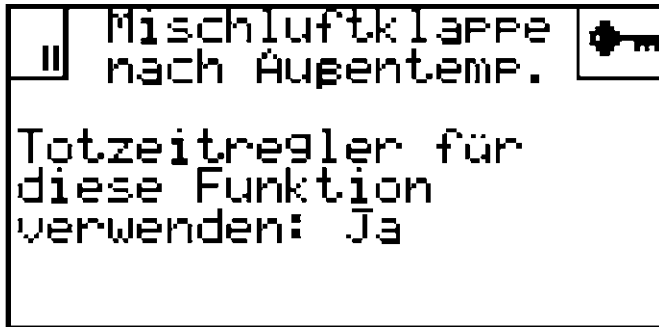 Mischluftklappe
nach Außentemp.
Totzeitregler für
diese Funktion
verwenden: Ja